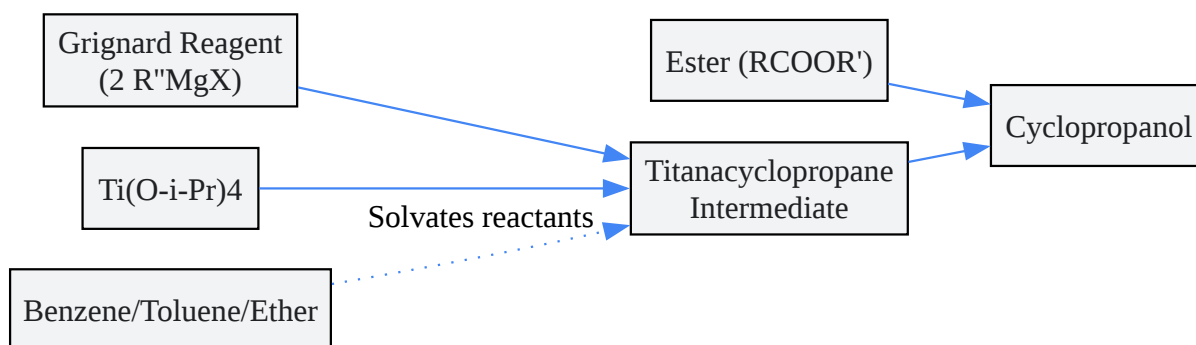 Grignard Reagent
(2 R"MgX)
Ester (RCOOR')
Cyclopropanol
Ti(O-i-Pr)4
Titanacyclopropane
Intermediate
Solvates reactants
Benzene/Toluene/Ether